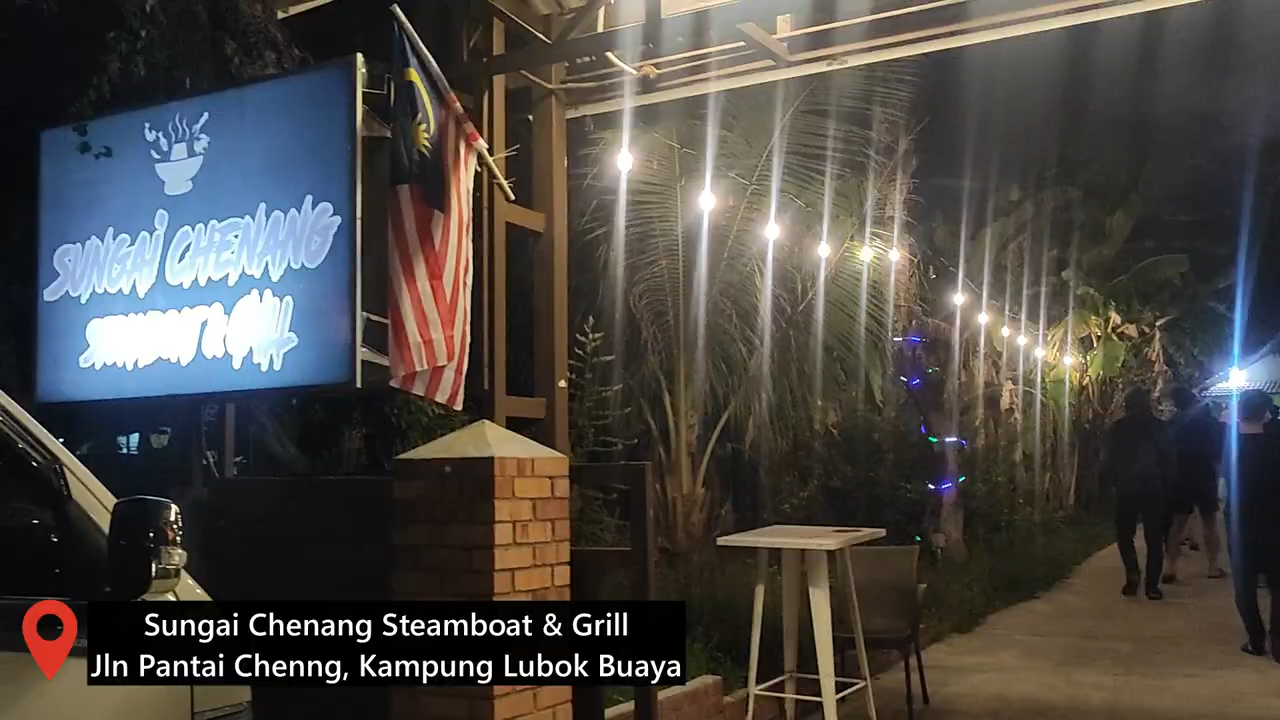 SUNGAI CHENANG
STEAMBOAT & GRILL
Sungai Chenang Steamboat & Grill
Jln Pantai Chenng, Kampung Lubok Buaya